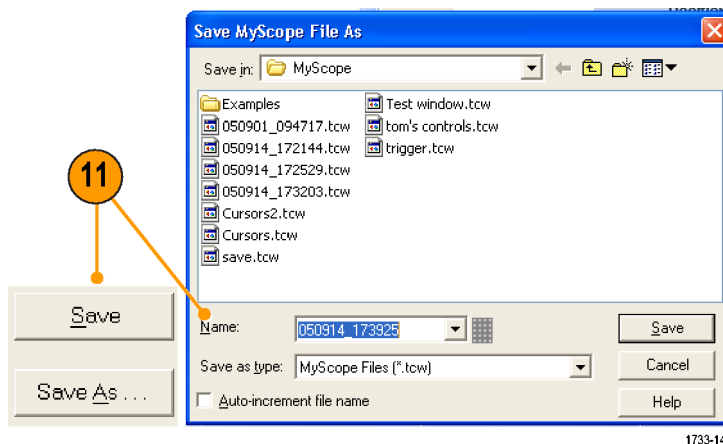 Save MyScope File As
Save in: MyScope
Examples
050901_094717.tcw
050914_172144.tcw
050914_172529.tcw
050914_173203.tcw
Cursors2.tcw
Cursors.tcw
save.tcw
Test window.tcw
tom's controls.tcw
trigger.tcw
11
Save
Save As ...
Name: 050914_173925
Save
Save as type: MyScope Files (*.tcw)
Cancel
Auto-increment file name
Help
1733-14